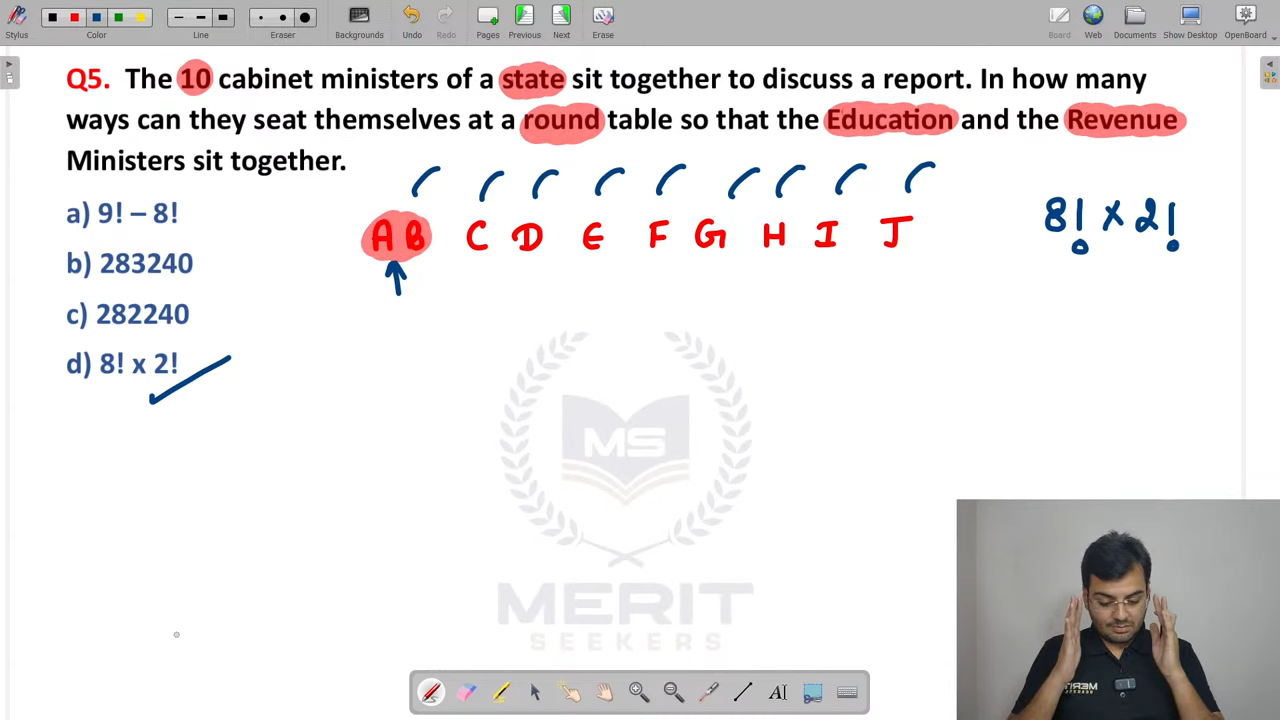 Stylus Color Line Eraser Backgrounds Undo Redo Pages Previous Next Erase Board Web Documents Show Desktop OpenBoard
Q5. The 10 cabinet ministers of a state sit together to discuss a report. In how many
ways can they seat themselves at a round table so that the Education and the Revenue
Ministers sit together.
a) 9! – 8!
b) 283240
c) 282240
d) 8! x 2!
A B C D E F G H I J
8! x 2!
MS
MERIT
SEEKERS
MERIT
SEEKERS
AI